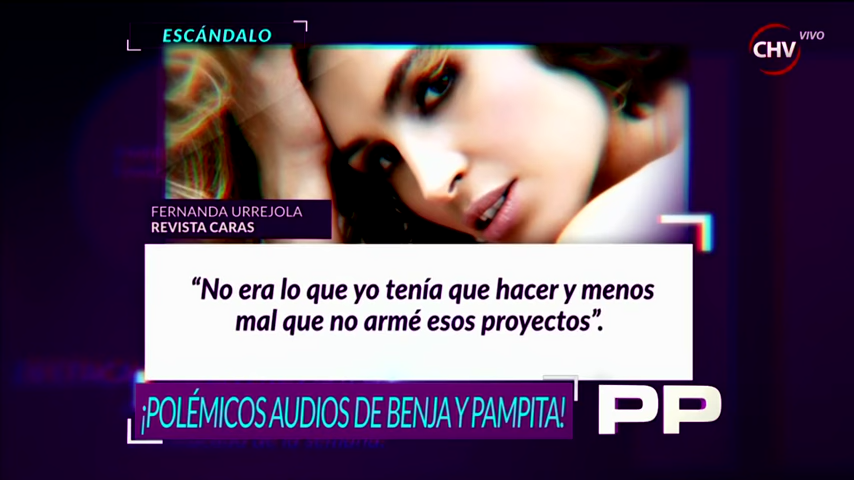 ESCÁNDALO
CHV VIVO
FERNANDA URREJOLA
REVISTA CARAS
“No era lo que yo tenía que hacer y menos
mal que no armé esos proyectos”.
¡POLÉMICOS AUDIOS DE BENJA Y PAMPITA!
PP